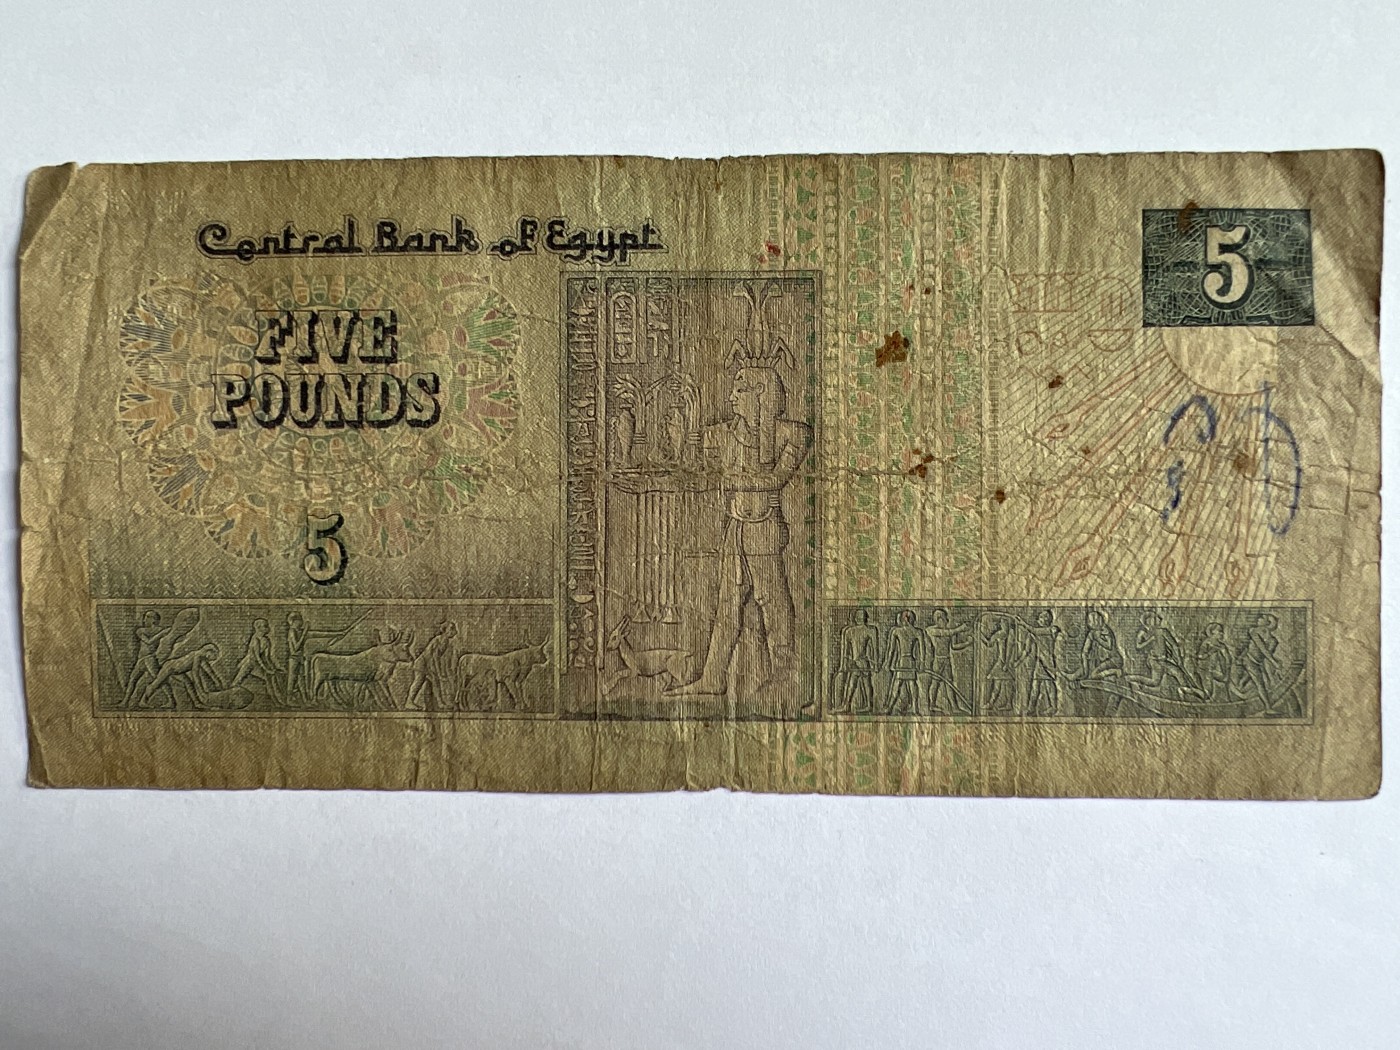 Central Bank of Egypt
5
FIVE
POUNDS
5